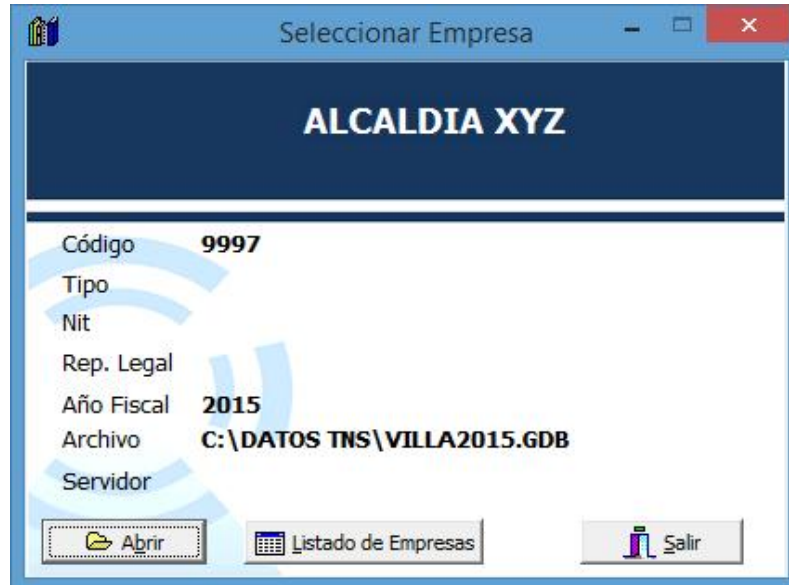 Seleccionar Empresa
ALCALDIA XYZ
Código 9997
Tipo
Nit
Rep. Legal
Año Fiscal 2015
Archivo C:\DATOS TNS\VILLA2015.GDB
Servidor
Abrir Listado de Empresas Salir